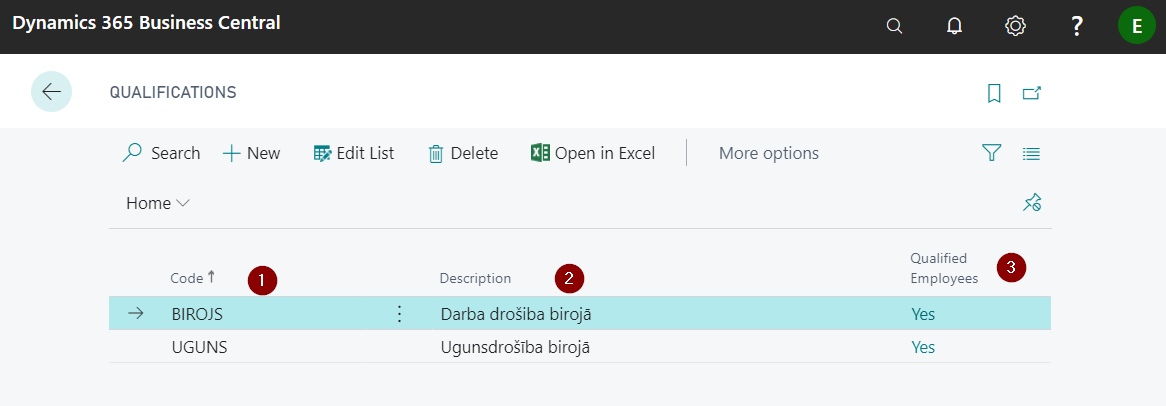 Dynamics 365 Business Central
? E
QUALIFICATIONS
Search New Edit List Delete Open in Excel More options
Home
Code ↑ 1 Description 2 Qualified Employees 3
BIROJS Darba drošiba birojā Yes
UGUNS Ugunsdrošība birojā Yes